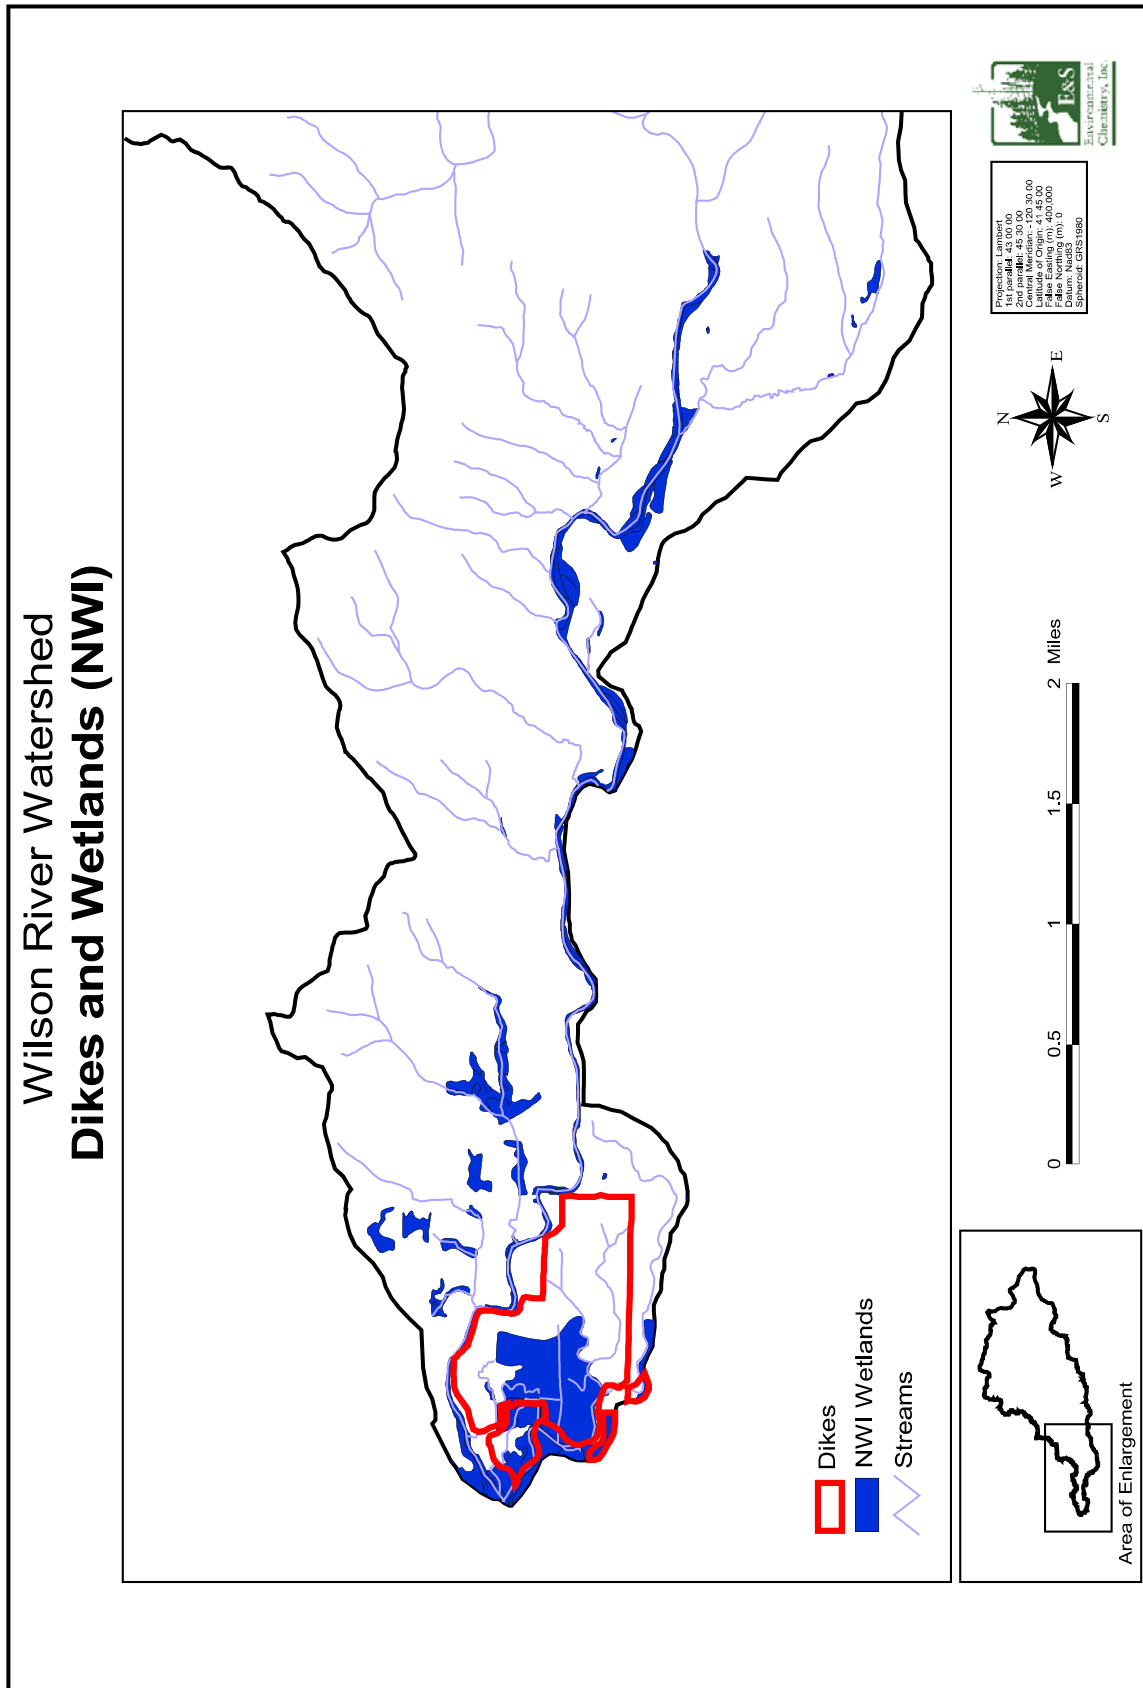 Wilson River Watershed
Dikes and Wetlands (NWI)
E&S
Environmental
Chemistry, Inc.
Projection: Lambert
1st parallel: 43 00 00
2nd parallel: 45 30 00
Central Meridian: -120 30 00
Latitude of Origin: 41 45 00
False Easting (m): 400,000
False Northing (m): 0
Datum: Nad83
Spheroid: GRS1980
N
W E
S
0 0.5 1 1.5 2 Miles
Dikes
NWI Wetlands
Streams
Area of Enlargement